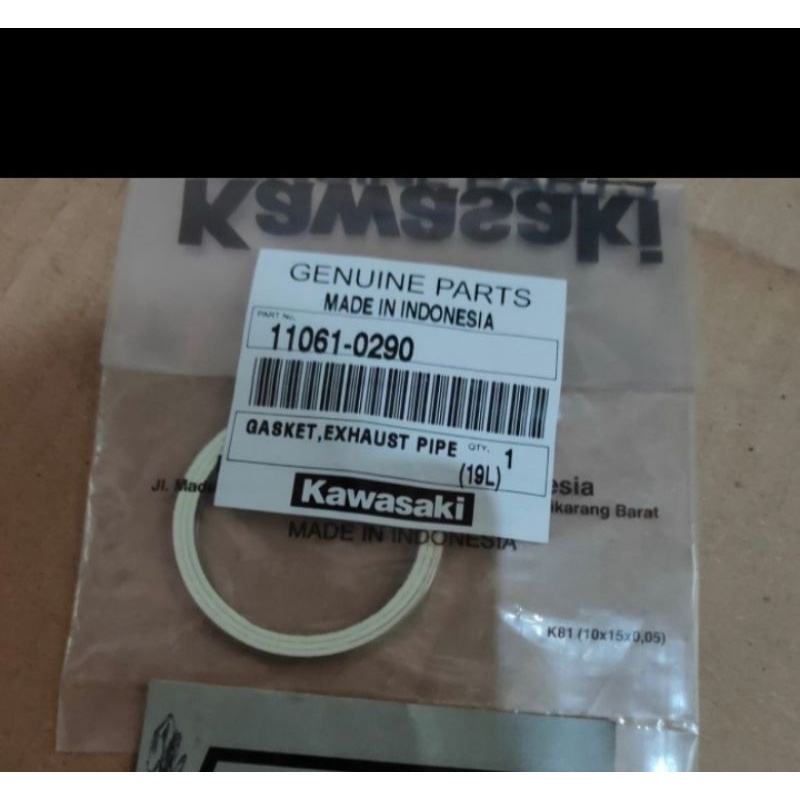 Kawasaki
GENUINE PARTS
MADE IN INDONESIA
PART No.
11061-0290
GASKET,EXHAUST PIPE QTY. 1
(19L)
Kawasaki
Jl.
esia
ikarang Barat
MADE IN INDONESIA
K81 (10x15x0,05)